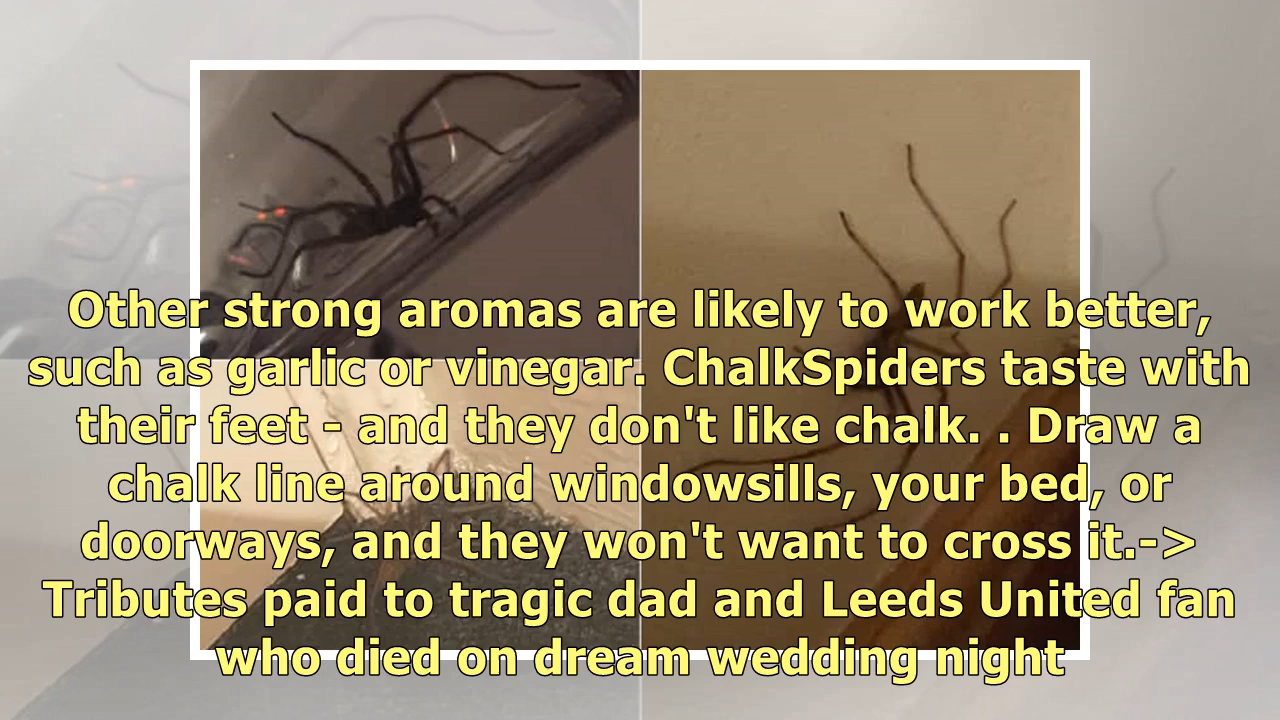 Other strong aromas are likely to work better,
such as garlic or vinegar. ChalkSpiders taste with
their feet - and they don't like chalk. . Draw a
chalk line around windowsills, your bed, or
doorways, and they won't want to cross it.->
Tributes paid to tragic dad and Leeds United fan
who died on dream wedding night